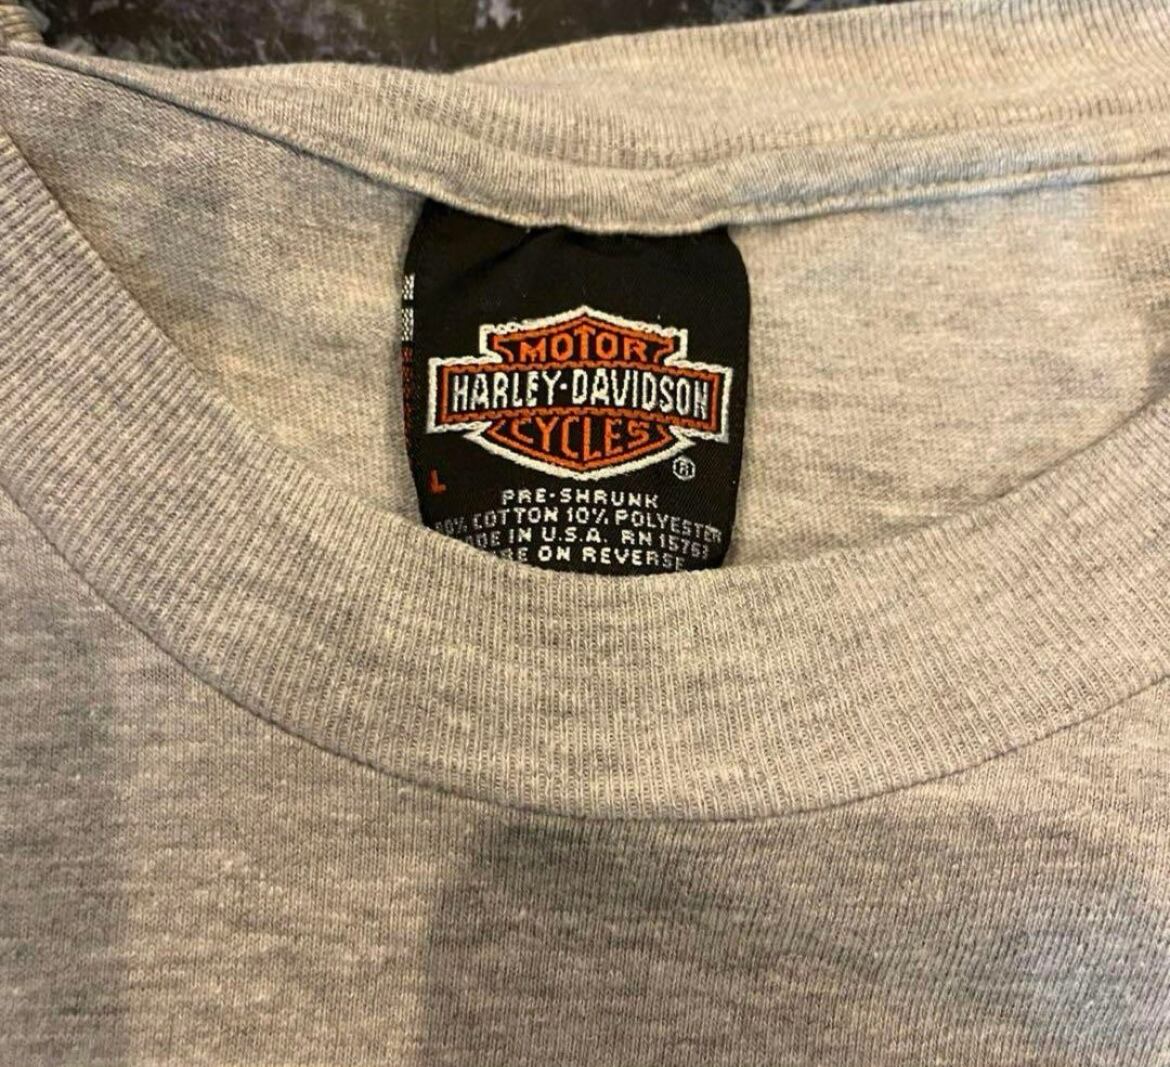 MOTOR
HARLEY-DAVIDSON
CYCLES
®
L
PRE-SHRUNK
COTTON 10% POLYESTER
IN U.S.A. RN 15763
ON REVERSE